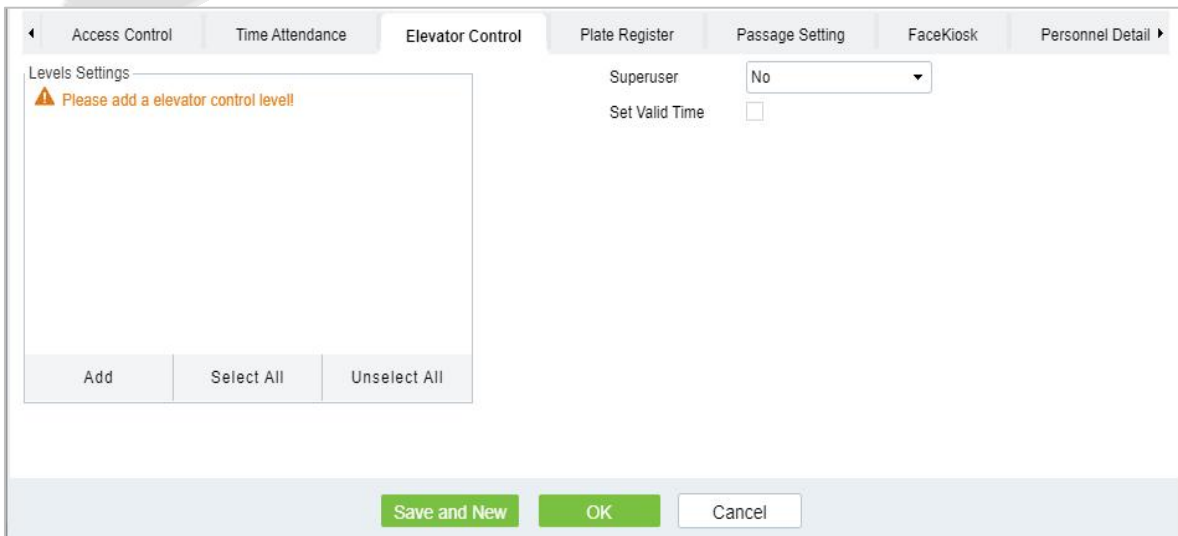 Access Control Time Attendance Elevator Control Plate Register Passage Setting FaceKiosk Personnel Detail
Levels Settings
Please add a elevator control level!
Superuser No
Set Valid Time
Add Select All Unselect All
Save and New OK Cancel